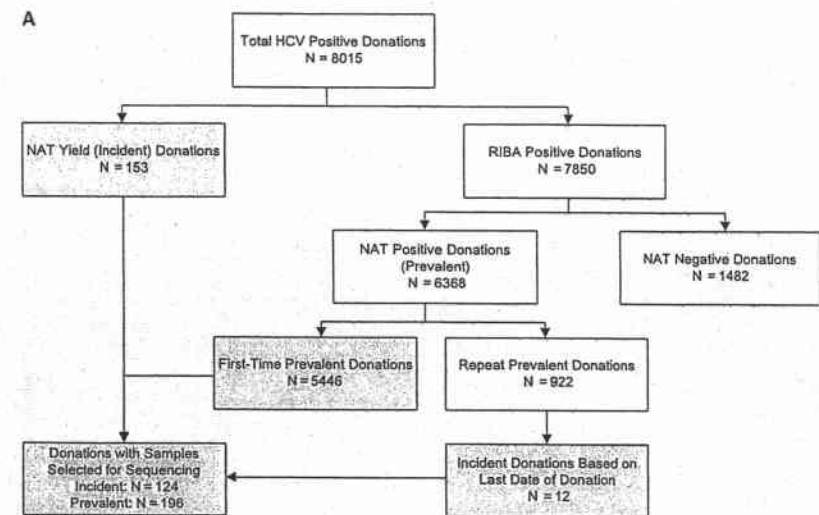 A
Total HCV Positive Donations
N = 8015
NAT Yield (Incident) Donations
N = 153
RIBA Positive Donations
N = 7850
NAT Positive Donations
(Prevalent)
N = 6368
NAT Negative Donations
N = 1482
First-Time Prevalent Donations
N = 5446
Repeat Prevalent Donations
N = 922
Donations with Samples
Selected for Sequencing
Incident: N = 124
Prevalent: N = 196
Incident Donations Based on
Last Date of Donation
N = 12